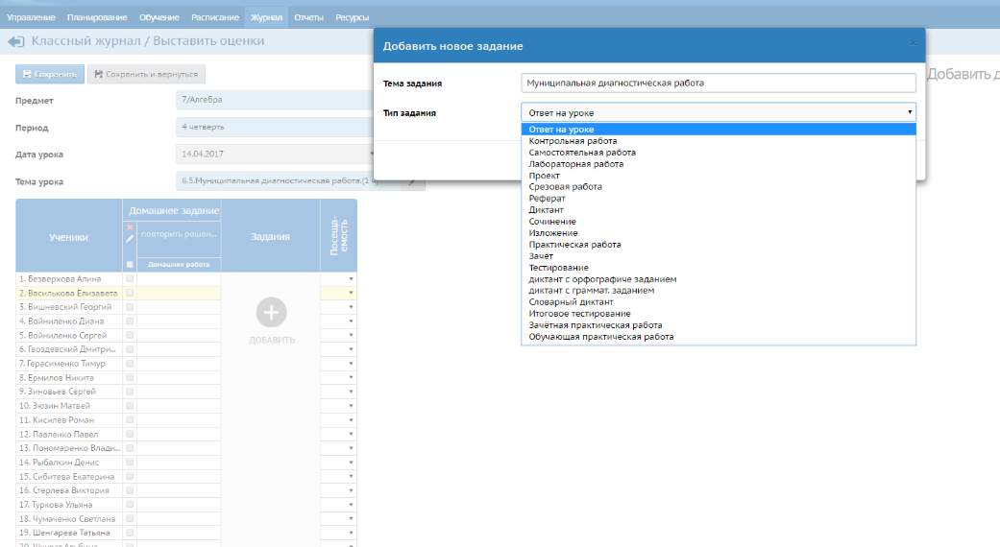 Управление Планирование Обучение Расписание Журнал Отчеты Ресурсы
Классный журнал / Выставить оценки
Сохранить Сохранить и вернуться
Предмет 7/Алгебра
Период 4 четверть
Дата урока 14.04.2017
Тема урока 6.5.Муниципальная диагностическая работа.(1 ч)
Добавить новое задание
×
Добавить д
Тема задания Муниципальная диагностическая работа
Тип задания Ответ на уроке
Ответ на уроке
Контрольная работа
Самостоятельная работа
Лабораторная работа
Проект
Срезовая работа
Реферат
Диктант
Сочинение
Изложение
Практическая работа
Зачёт
Тестирование
диктант с орфографиче заданием
диктант с граммат. заданием
Словарный диктант
Итоговое тестирование
Зачётная практическая работа
Обучающая практическая работа
Ученики
Домашнее задание
повторить решен...
Домашняя работа
Задания
Посеща-
емость
ДОБАВИТЬ
1. Безверхова Алина
2. Василькова Елизавета
3. Вишневский Георгий
4. Войниленко Диана
5. Войниленко Сергей
6. Гвоздевский Дмитри...
7. Герасименко Тимур
8. Ермилов Никита
9. Зиновьев Сергей
10. Зюзин Матвей
11. Кисилев Роман
12. Павленко Павел
13. Пономаренко Влади...
14. Рыбалкин Денис
15. Сибитева Екатерина
16. Стерлева Виктория
17. Туркова Ульяна
18. Чумаченко Светлана
19. Шенгарева Татьяна